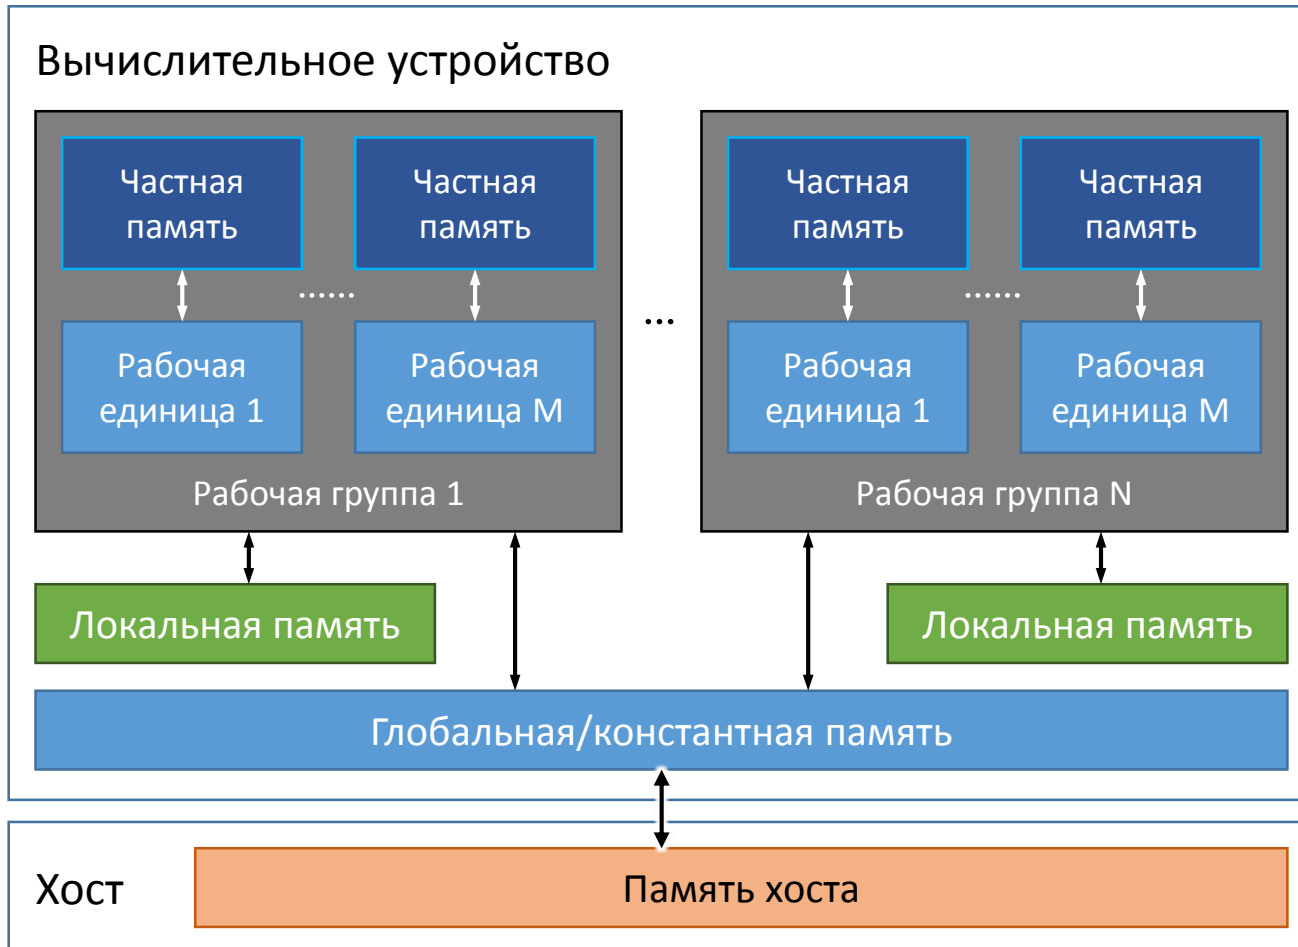 Вычислительное устройство
Частная
память
Частная
память
......
Рабочая
единица 1
Рабочая
единица M
Рабочая группа 1
...
Частная
память
Частная
память
......
Рабочая
единица 1
Рабочая
единица M
Рабочая группа N
Локальная память
Локальная память
Глобальная/константная память
Хост
Память хоста